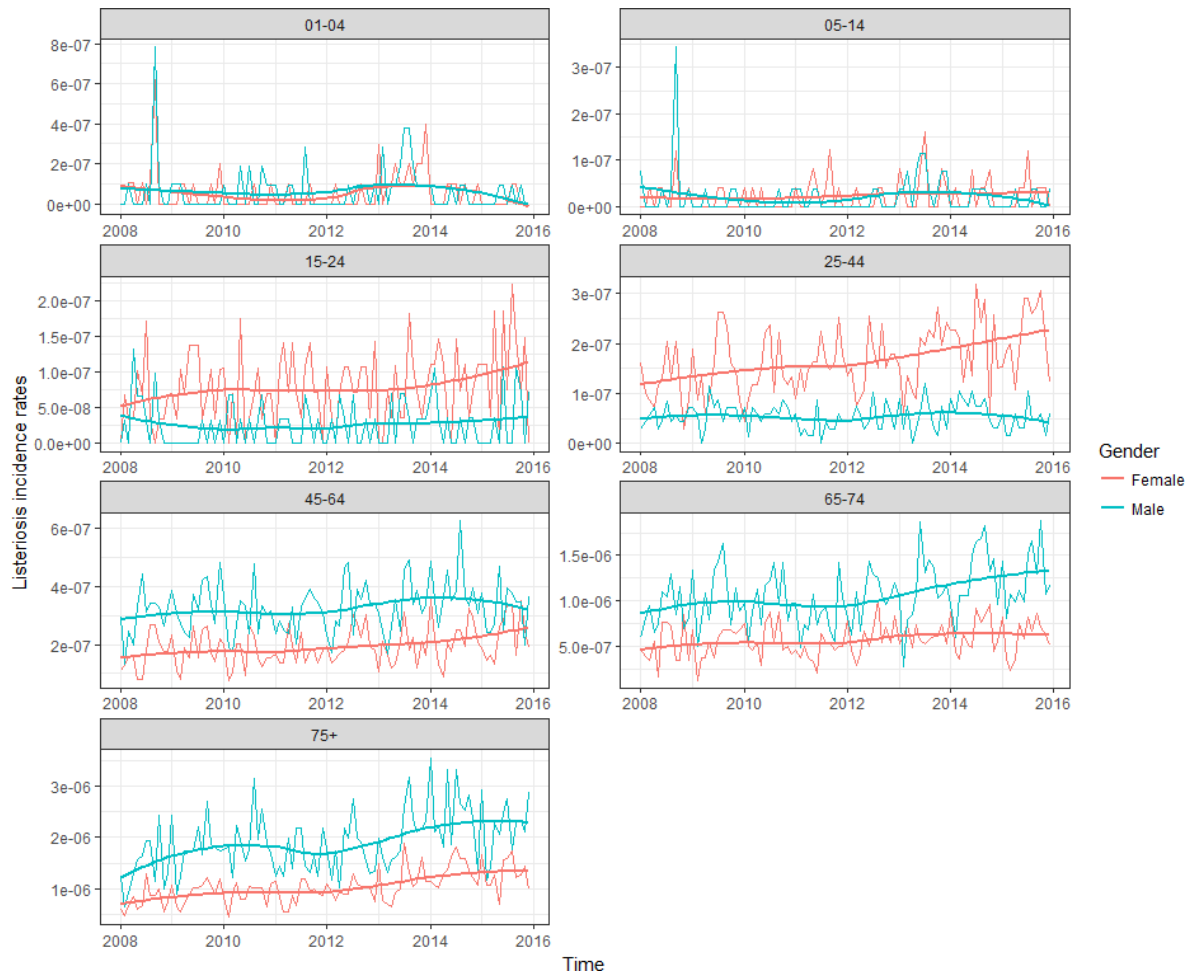 01-04
05-14
8e-07
6e-07
4e-07
2e-07
0e+00
3e-07
2e-07
1e-07
0e+00
2008
2010
2012
2014
2016
2008
2010
2012
2014
2016
15-24
25-44
2.0e-07
1.5e-07
1.0e-07
5.0e-08
0.0e+00
3e-07
2e-07
1e-07
0e+00
2008
2010
2012
2014
2016
2008
2010
2012
2014
2016
Listeriosis incidence rates
Gender
Female
Male
45-64
65-74
6e-07
4e-07
2e-07
1.5e-06
1.0e-06
5.0e-07
2008
2010
2012
2014
2016
2008
2010
2012
2014
2016
75+
3e-06
2e-06
1e-06
2008
2010
2012
2014
2016
Time